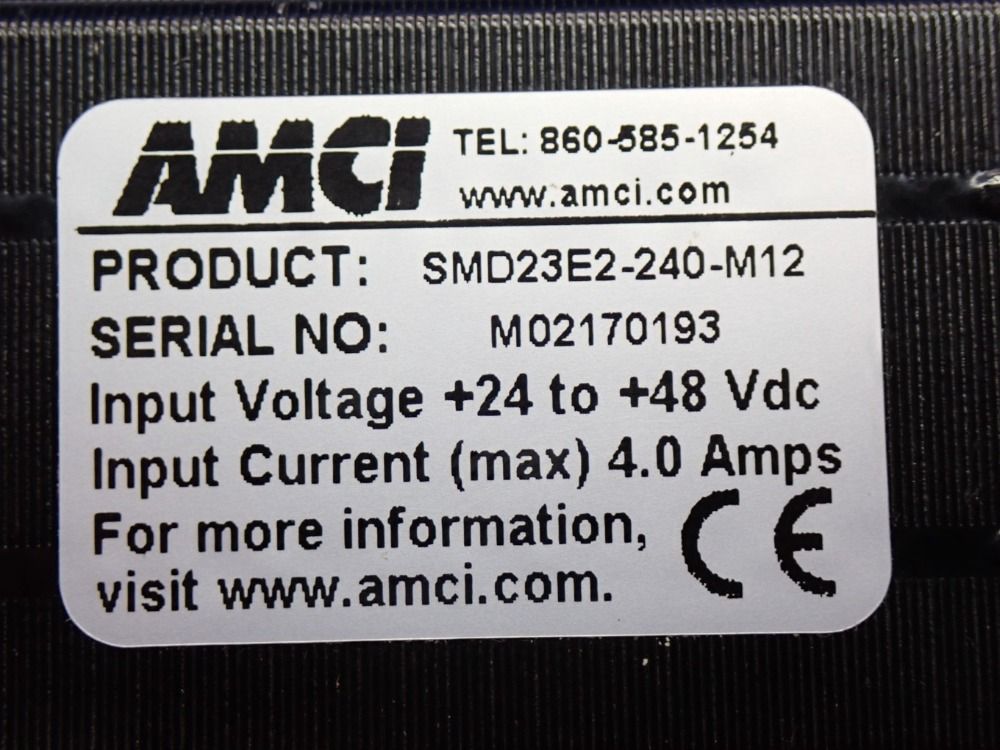 AMCI TEL: 860-585-1254
www.amci.com
PRODUCT: SMD23E2-240-M12
SERIAL NO: M02170193
Input Voltage +24 to +48 Vdc
Input Current (max) 4.0 Amps
For more information,
visit www.amci.com.
CE